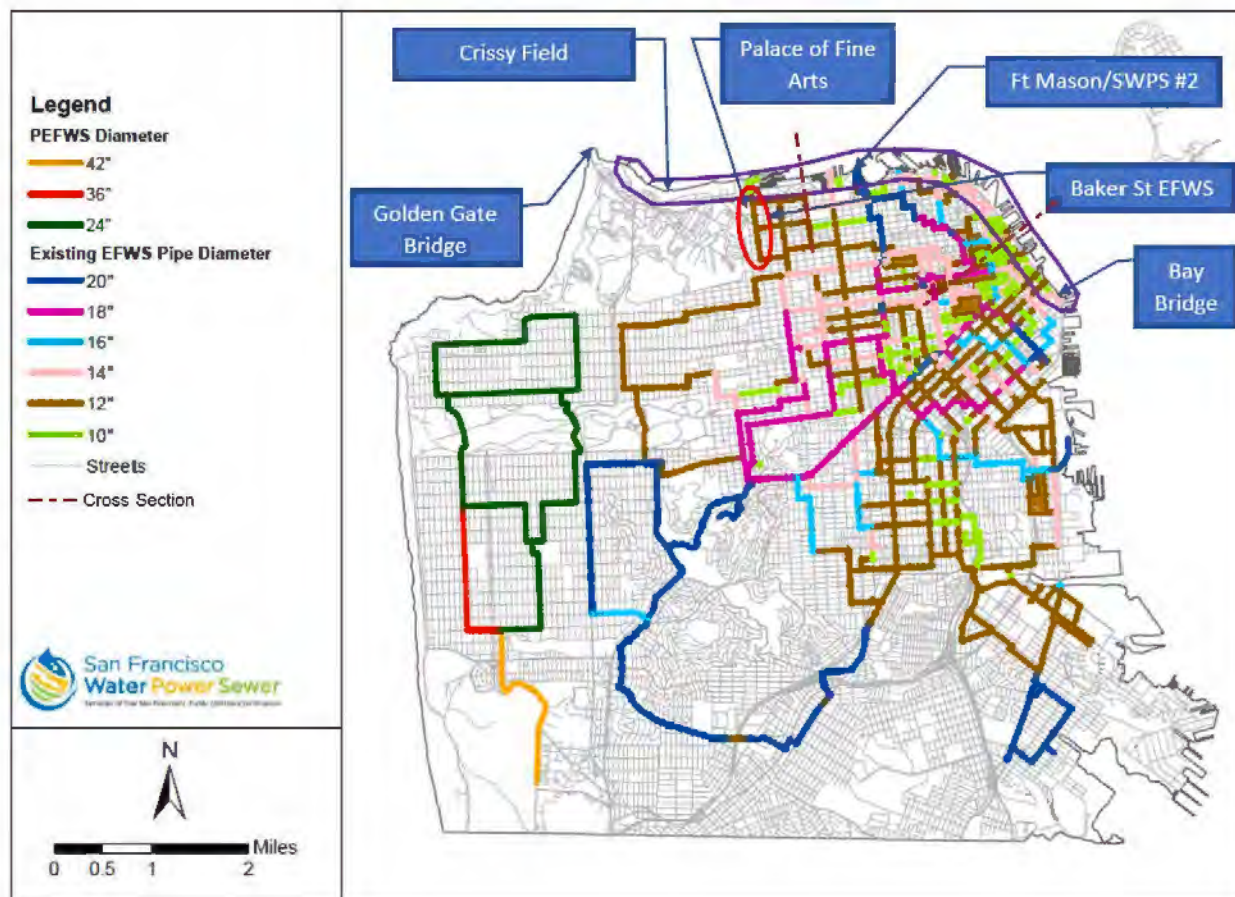 Legend
PEFWS Diameter
42"
36"
24"
Existing EFWS Pipe Diameter
20"
18"
16"
14"
12"
10"
Streets
Cross Section
San Francisco
Water Power Sewer
N
Miles
0 0.5 1 2
Crissy Field
Palace of Fine
Arts
Ft Mason/SWPS #2
Golden Gate
Bridge
Baker St EFWS
Bay
Bridge